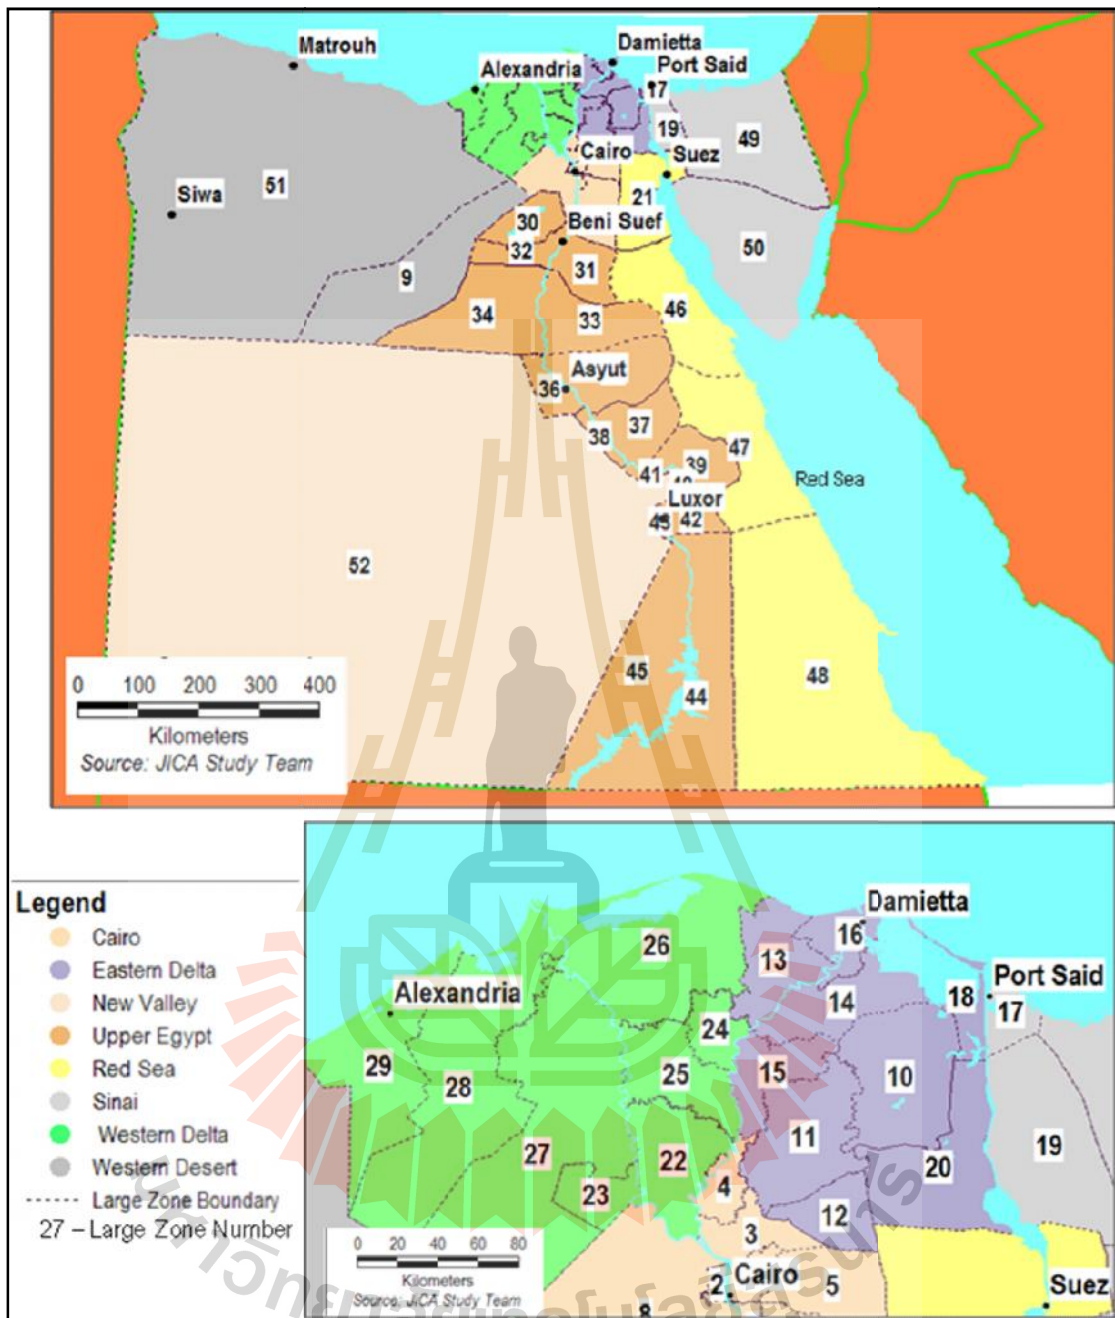 Matrouh
Damietta
Alexandria
Port Said
17
19
49
Cairo
Suez
51
Siwa
21
30
Beni Suef
32
50
31
9
34
33
46
Asyut
36
37
38
47
39
41
Red Sea
Luxor
43
42
52
45
44
48
0 100 200 300 400
Kilometers
Source: JICA Study Team
Legend
Cairo
Eastern Delta
New Valley
Upper Egypt
Red Sea
Sinai
Western Delta
Western Desert
Large Zone Boundary
27 – Large Zone Number
Damietta
16
26
13
Port Said
Alexandria
14
18
17
24
29
28
25
15
10
11
27
22
20
19
23
4
12
3
0 20 40 60 80
Kilometers
Source: JICA Study Team
2
Cairo
5
Suez
8